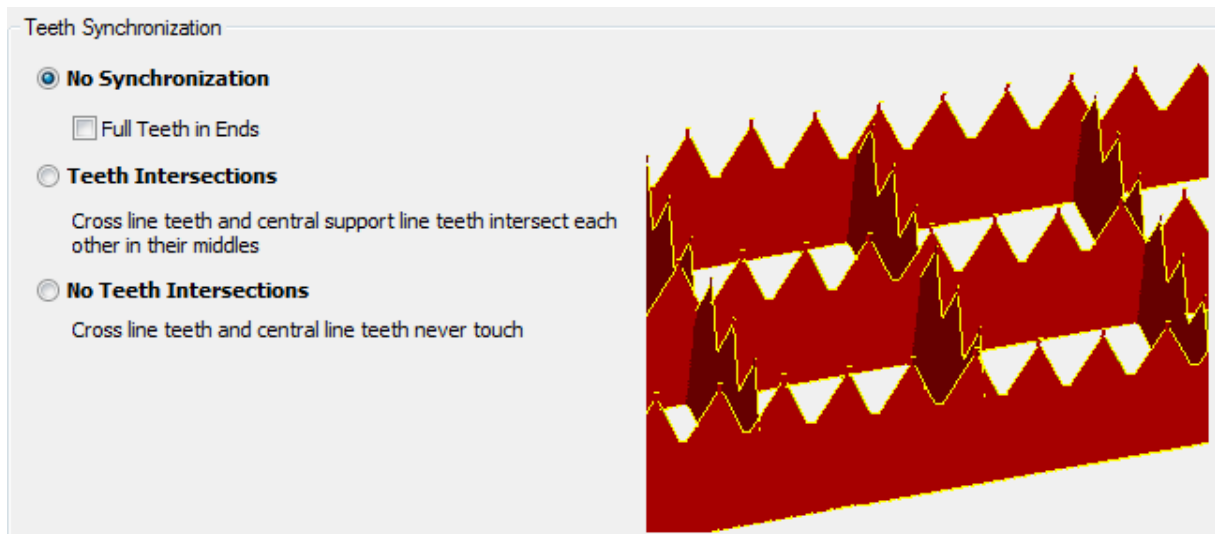 Teeth Synchronization
No Synchronization
Full Teeth in Ends
Teeth Intersections
Cross line teeth and central support line teeth intersect each
other in their middles
No Teeth Intersections
Cross line teeth and central line teeth never touch